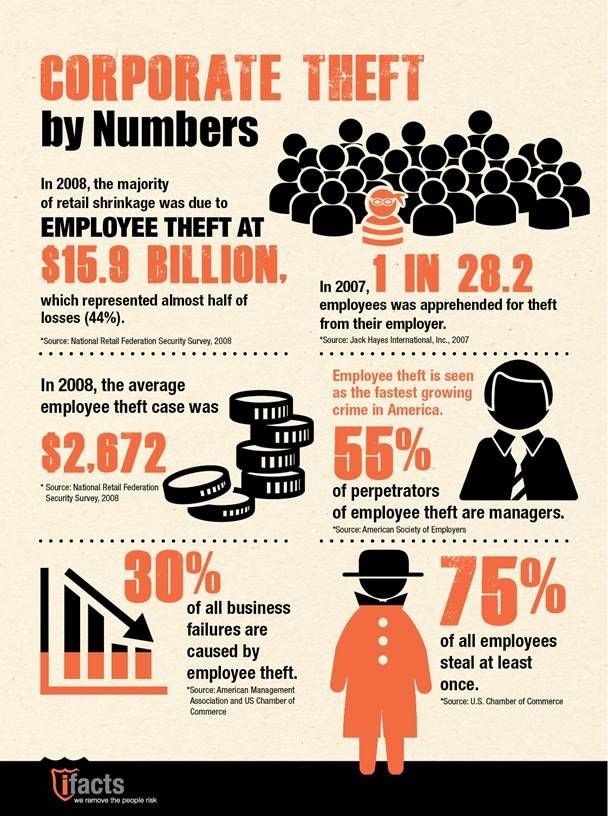 CORPORATE THEFT
by Numbers
In 2008, the majority
of retail shrinkage was due to
EMPLOYEE THEFT AT
$15.9 BILLION,
which represented almost half of
losses (44%).
*Source: National Retail Federation Security Survey, 2008
In 2007, 1 IN 28.2
employees was apprehended for theft
from their employer.
*Source: Jack Hayes International, Inc., 2007
In 2008, the average
employee theft case was
$2,672
* Source: National Retail Federation
Security Survey, 2008
Employee theft is seen
as the fastest growing
crime in America.
55%
of perpetrators
of employee theft are managers.
*Source: American Society of Employers
30%
of all business
failures are
caused by
employee theft.
*Source: American Management
Association and US Chamber of
Commerce
75%
of all employees
steal at least
once.
*Source: U.S. Chamber of Commerce
ifacts
we remove the people risk